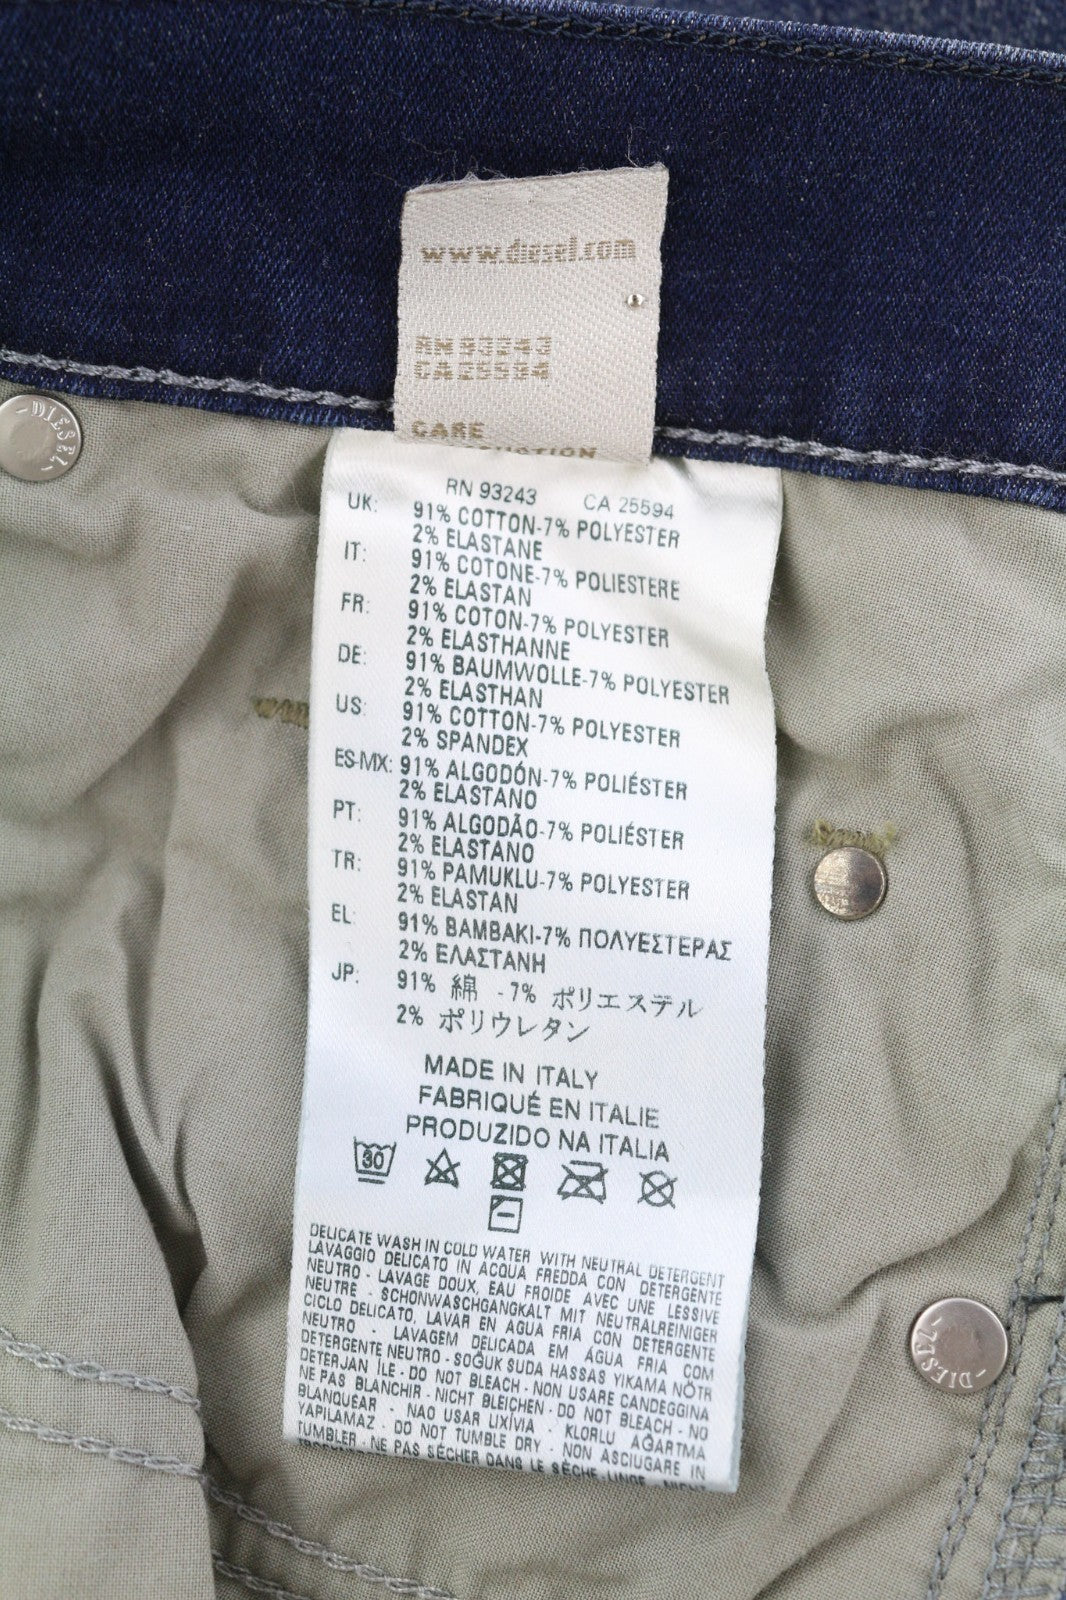 www.diesel.com
RN 93243
CA 25594
CARE
RN 93243 CA 25594
UK: 91% COTTON-7% POLYESTER
2% ELASTANE
IT: 91% COTONE-7% POLIESTERE
2% ELASTAN
FR: 91% COTON-7% POLYESTER
2% ELASTHANNE
DE: 91% BAUMWOLLE-7% POLYESTER
2% ELASTHAN
US: 91% COTTON-7% POLYESTER
2% SPANDEX
ES-MX: 91% ALGODÓN-7% POLIÉSTER
2% ELASTANO
PT: 91% ALGODÃO-7% POLIÉSTER
2% ELASTANO
TR: 91% PAMUKLU-7% POLYESTER
2% ELASTAN
EL: 91% BAMBAKI-7% ΠΟΛΥΕΣΤΕΡΑΣ
2% ΕΛΑΣΤΑΝΗ
JP: 91% 綿 -7% ポリエステル
2% ポリウレタン
MADE IN ITALY
FABRIQUÉ EN ITALIE
PRODUZIDO NA ITALIA
30
DELICATE WASH IN COLD WATER WITH NEUTRAL DETERGENT
LAVAGGIO DELICATO IN ACQUA FREDDA CON DETERGENTE
NEUTRO - LAVAGE DOUX, EAU FROIDE AVEC UNE LESSIVE
NEUTRE - SCHONWASCHGANGKALT MIT NEUTRALREINIGER
CICLO DELICATO, LAVAR EN AGUA FRIA CON DETERGENTE
NEUTRO - LAVAGEM DELICADA EM ÁGUA FRIA COM
DETERGENTE NEUTRO - SOĞUK SUDA HASSAS YIKAMA NÖTR
DETERJAN İLE - DO NOT BLEACH - NON USARE CANDEGGINA
NE PAS BLANCHIR - NICHT BLEICHEN - DO NOT BLEACH - NO
BLANQUEAR - NAO USAR LIXÍVIA - KLORLU AĞARTMA
YAPILAMAZ - DO NOT TUMBLE DRY - NON ASCIUGARE IN
TUMBLER - NE PAS SÈCHER DANS LE SÈCHE-LINGE - NICHT
DIESEL
DIESEL